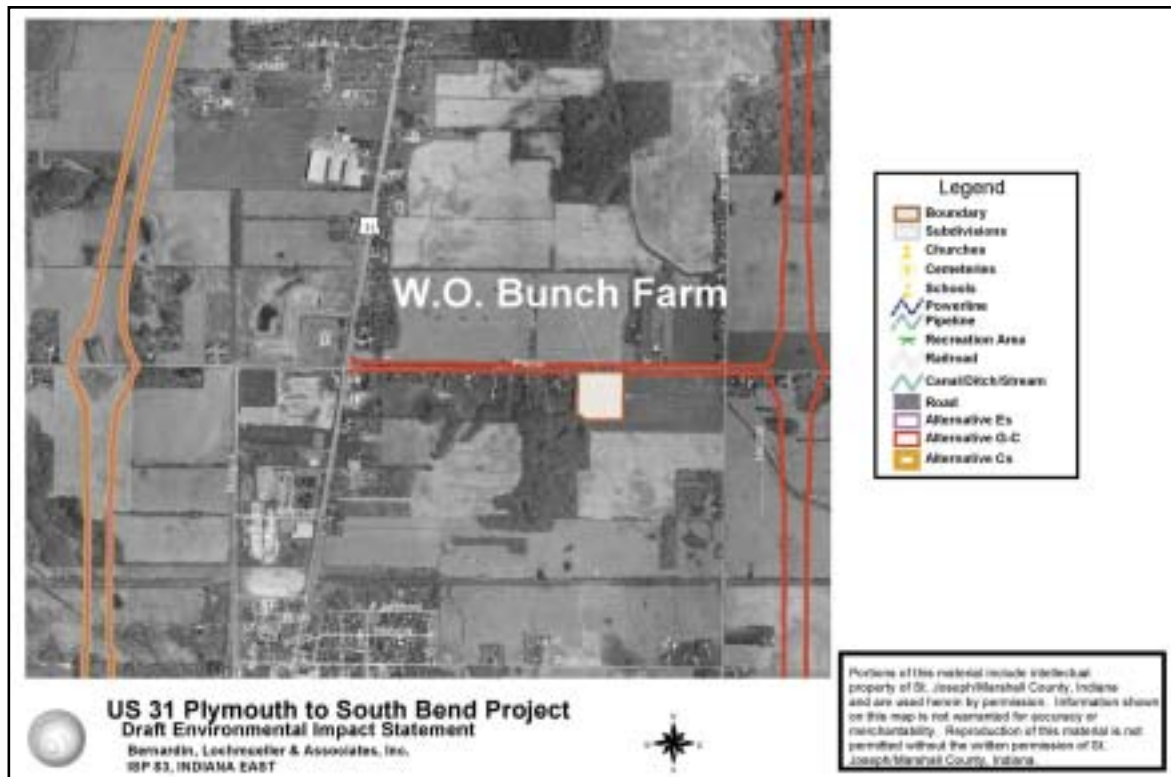 31
W.O. Bunch Farm
Legend
Boundary
Subdivisions
Churches
Cemeteries
Schools
Powerline
Pipeline
Recreation Area
Railroad
Canal/Ditch/Stream
Road
Alternative Es
Alternative G-C
Alternative Cs
US 31 Plymouth to South Bend Project
Draft Environmental Impact Statement
Bernardin, Lochmueller & Associates, Inc.
ISP 83, INDIANA EAST
Portions of this material include intellectual
property of St. Joseph/Marshall County, Indiana
and are used herein by permission. Information shown
on this map is not warranted for accuracy or
merchantability. Reproduction of this material is not
permitted without the written permission of St.
Joseph/Marshall County, Indiana.